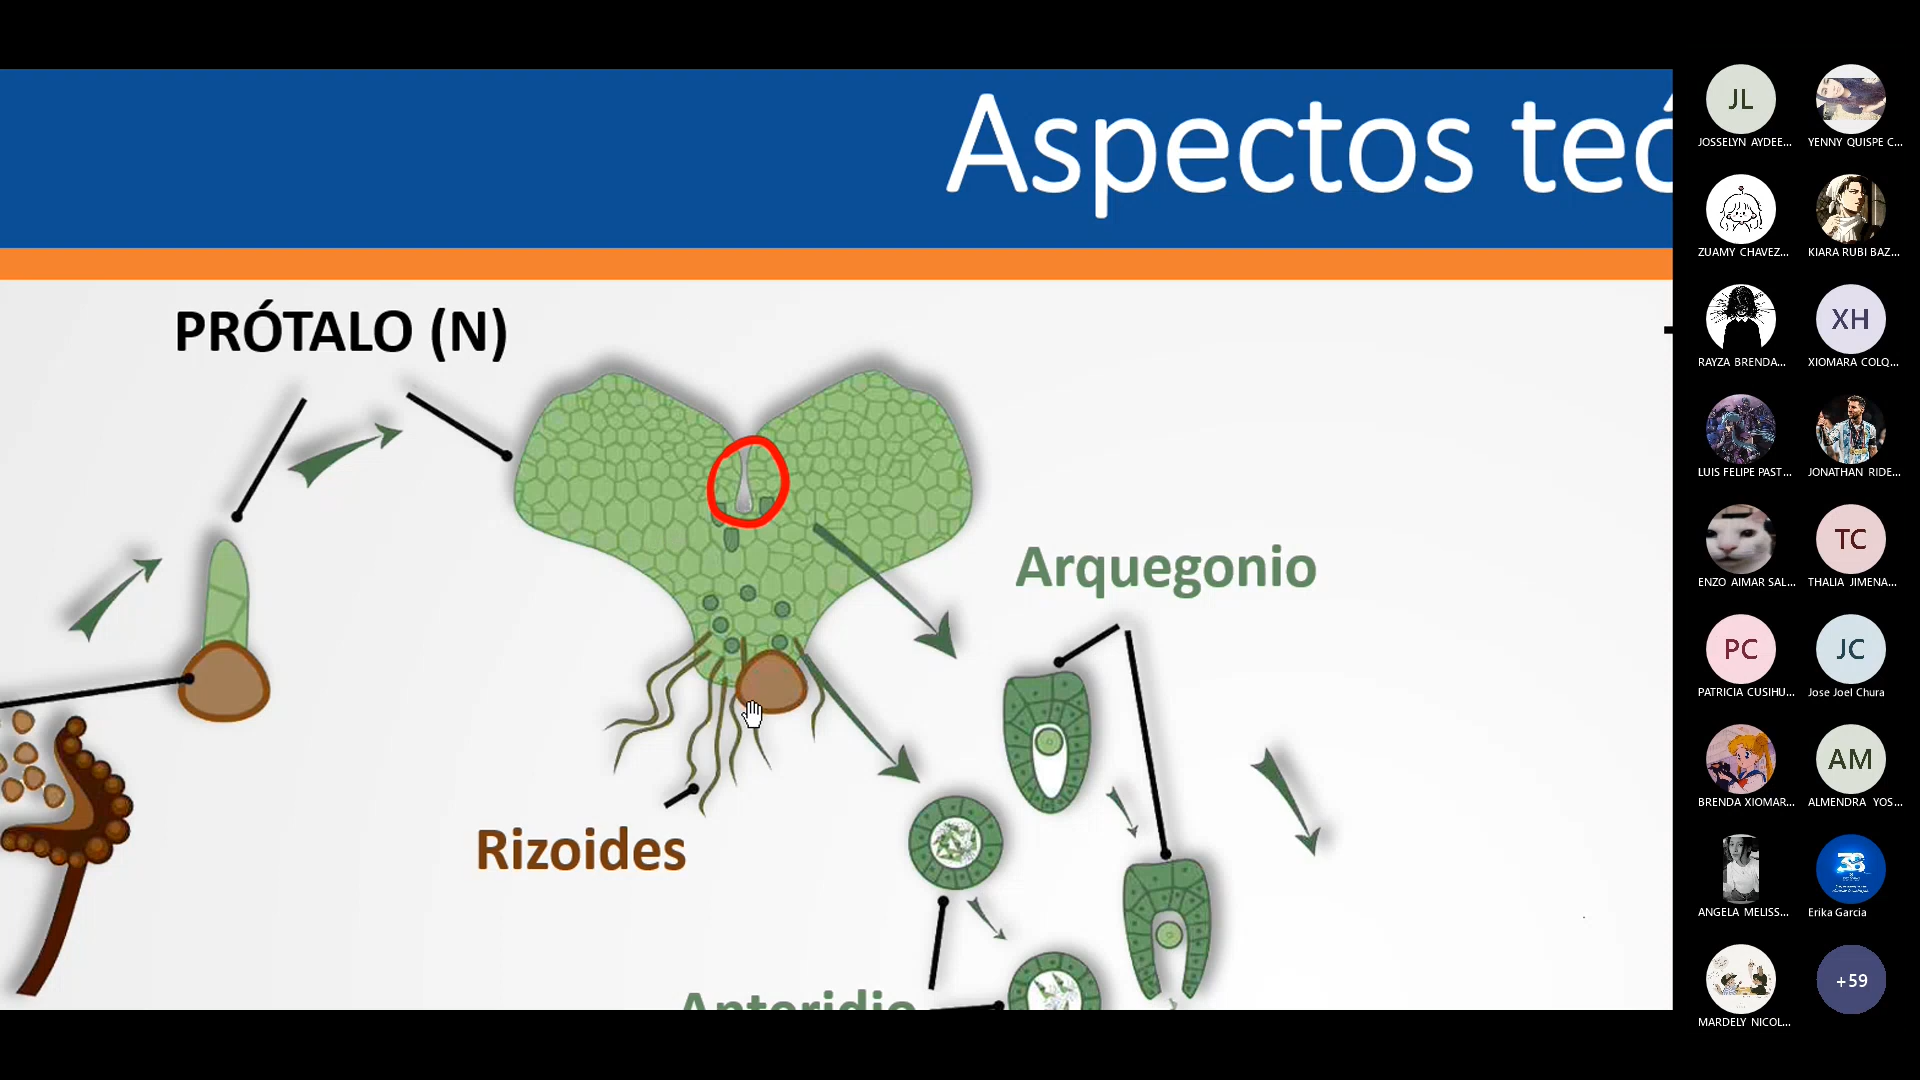 Aspectos teó
PRÓTALO (N)
Arquegonio
Rizoides
Anteridio
JL
JOSSELYN AYDEE...
YENNY QUISPE C...
ZUAMY CHAVEZ...
KIARA RUBI BAZ...
RAYZA BRENDA...
XH
XIOMARA COLQ...
LUIS FELIPE PAST...
JONATHAN RIDE...
ENZO AIMAR SAL...
TC
THALIA JIMENA...
PC
PATRICIA CUSIHU...
JC
Jose Joel Chura
BRENDA XIOMAR...
AM
ALMENDRA YOS...
ANGELA MELISS...
38
Erika Garcia
MARDELY NICOL...
+59